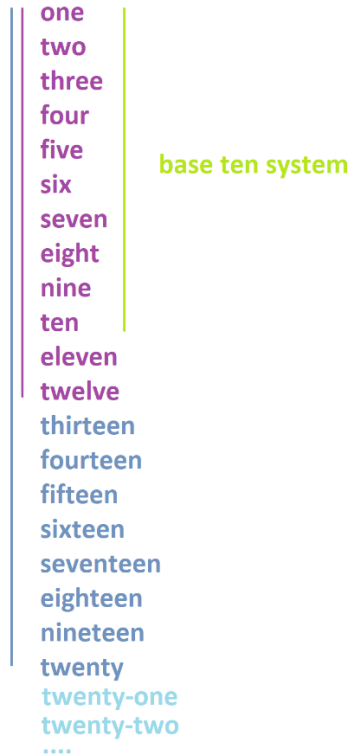 one
two
three
four
five
base ten system
six
seven
eight
nine
ten
eleven
twelve
thirteen
fourteen
fifteen
sixteen
seventeen
eighteen
nineteen
twenty
twenty-one
twenty-two
....